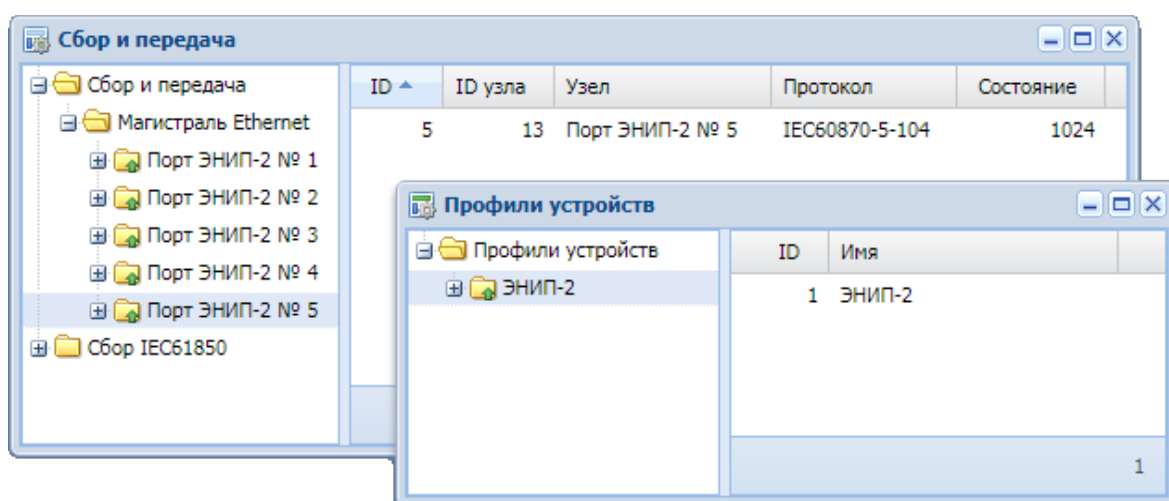 Сбор и передача
Сбор и передача
Магистраль Ethernet
Порт ЭНИП-2 № 1
Порт ЭНИП-2 № 2
Порт ЭНИП-2 № 3
Порт ЭНИП-2 № 4
Порт ЭНИП-2 № 5
Сбор IEC61850
ID ID узла Узел Протокол Состояние
5 13 Порт ЭНИП-2 № 5 IEC60870-5-104 1024
Профили устройств
Профили устройств
ЭНИП-2
ID Имя
1 ЭНИП-2
1